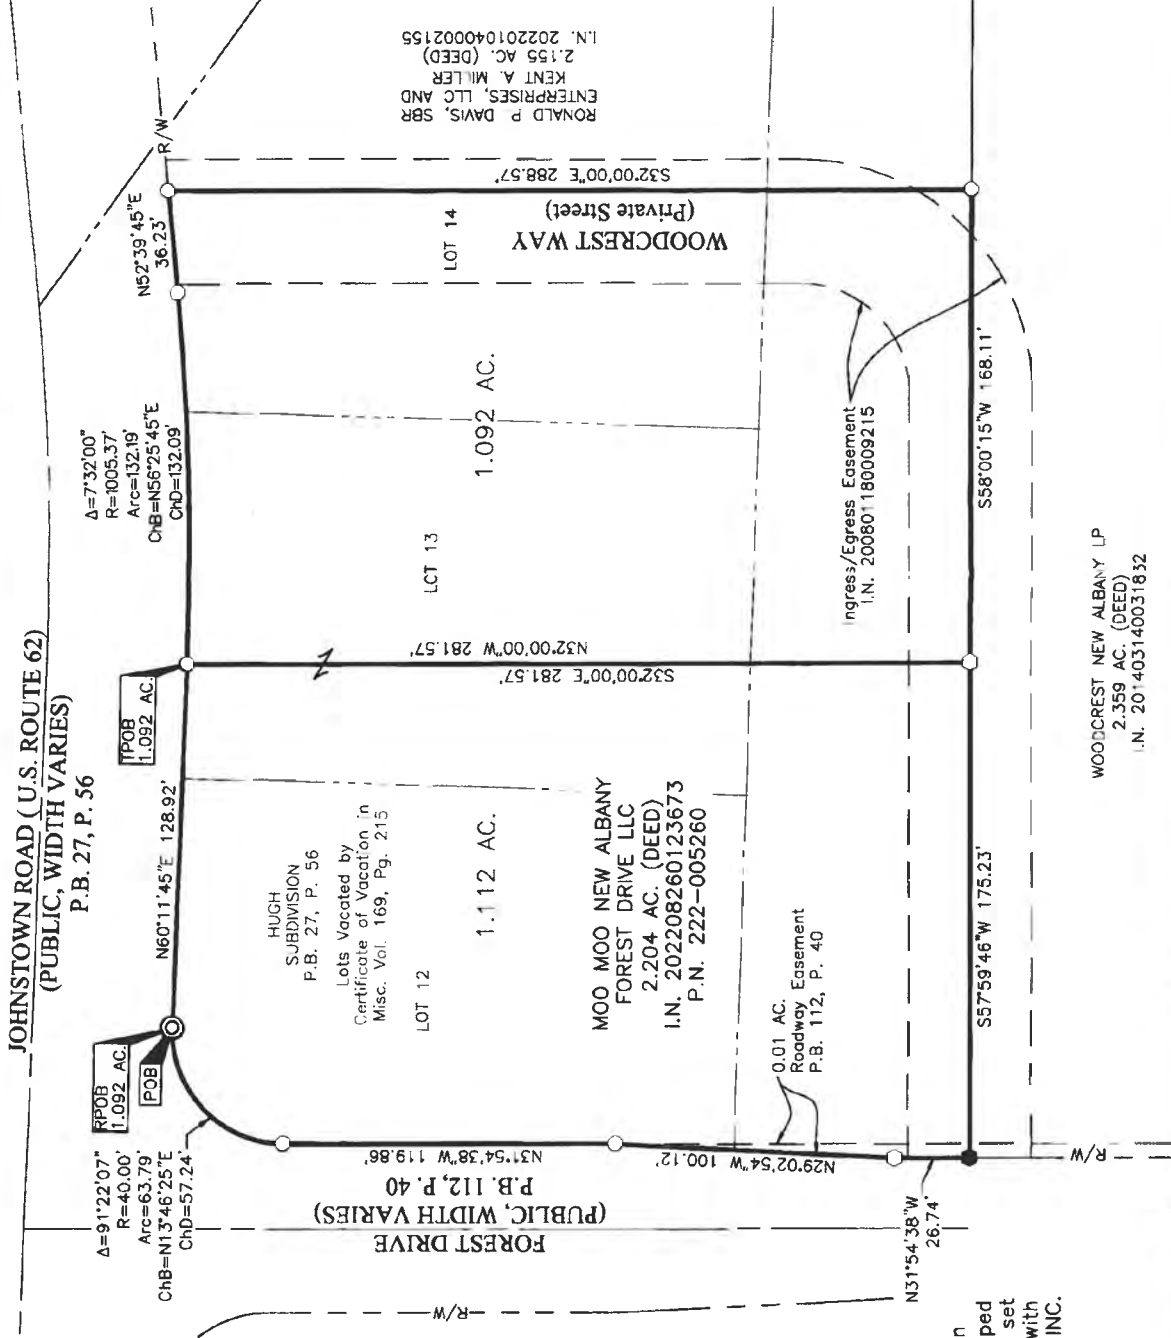 JOHNSTOWN ROAD (U.S. ROUTE 62)
(PUBLIC, WIDTH VARIES)
P.B. 27, P. 56
RPOB
1.092 AC.
POB
N60°11'45"E 128.92'
TPOB
1.092 AC.
Δ=7°32'00"
R=1005.37'
Arc=132.19'
ChB=N56°25'45"E
ChD=132.09'
N52°39'45"E
36.23'
R/W
RONALD P DAVIS, SBR
ENTERPRISES, LLC AND
KENT A. MILLER
2.155 AC. (DEED)
I.N. 202201040002155
Δ=91°22'07"
R=40.00'
Arc=63.79'
ChB=N13°46'25"E
ChD=57.24'
FOREST DRIVE
(PUBLIC, WIDTH VARIES)
P.B. 112, P. 40
N31°54'38"W 119.86'
N29°02'54"W 100.12'
N31°54'38"W
26.74'
R/W
R/W
HUGH
SUBDIVISION
P.B. 27, P. 56
Lots Vacated by
Certificate of Vacation in
Misc. Vol. 169, Pg. 215
LOT 12
1.112 AC.
MOO MOO NEW ALBANY
FOREST DRIVE LLC
2.204 AC. (DEED)
I.N. 202208260123673
P.N. 222-005260
0.01 AC.
Roadway Easement
P.B. 112, P. 40
N32°00'00"W 281.57'
S32°00'00"E 281.57'
LOT 13
1.092 AC.
LOT 14
WOODCREST WAY
(Private Street)
S32°00'00"E 288.57'
Ingress/Egress Easement
I.N. 200801180009215
S57°59'46"W 175.23'
S58°00'15"W 168.11'
WOODCREST NEW ALBANY LP
2.359 AC. (DEED)
I.N. 201403140031832
n
ped
set
with
INC.